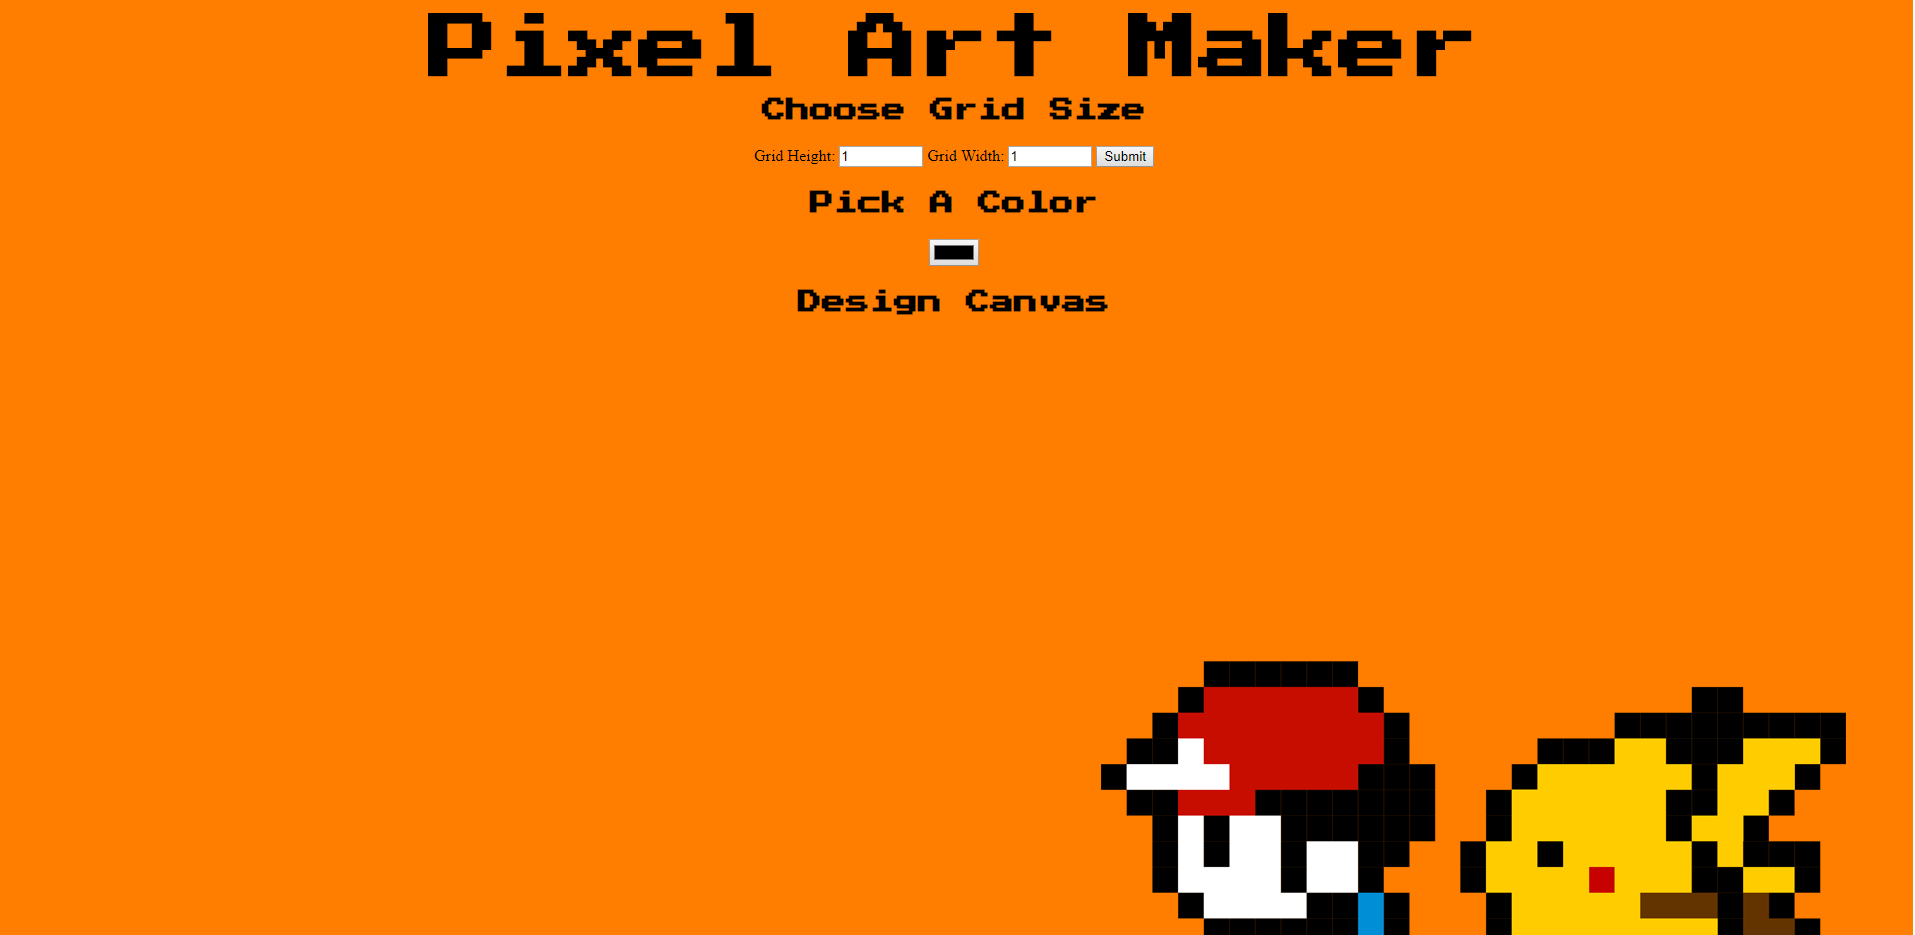 Pixel Art Maker
Choose Grid Size
Grid Height: 1 Grid Width: 1 Submit
Pick A Color
Design Canvas